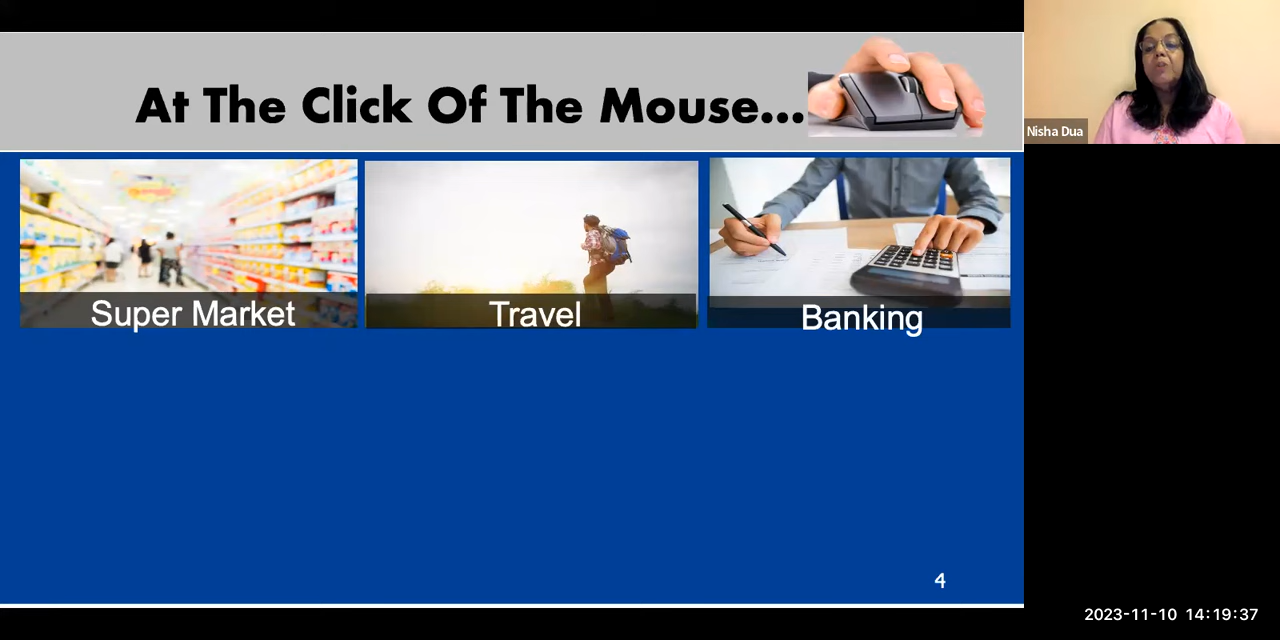 At The Click Of The Mouse...
Nisha Dua
Super Market
Travel
Banking
4
2023-11-10 14:19:37